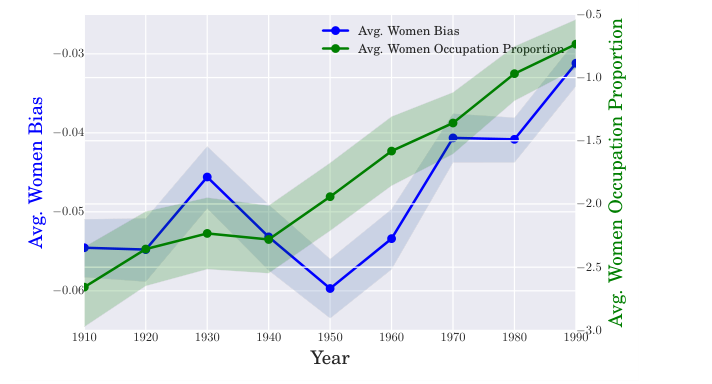 Avg. Women Bias
Avg. Women Occupation Proportion
−0.03
−0.04
−0.05
−0.06
Avg. Women Bias
−0.5
−1.0
−1.5
−2.0
−2.5
−3.0
Avg. Women Occupation Proportion
1910 1920 1930 1940 1950 1960 1970 1980 1990
Year